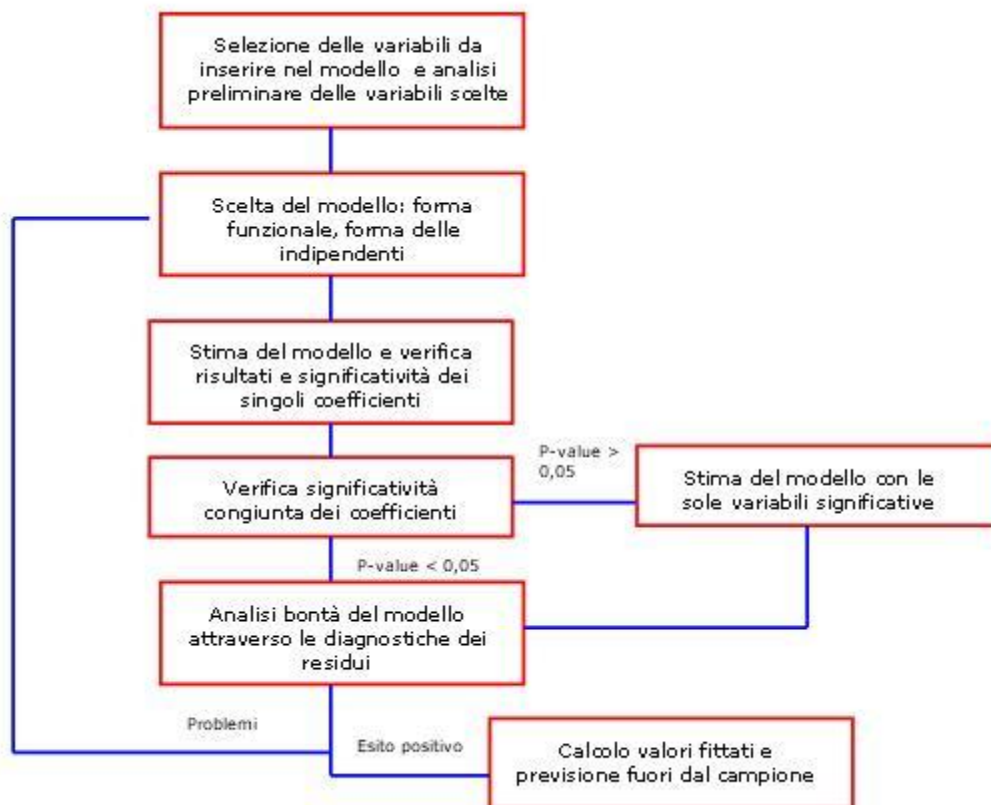 Selezione delle variabili da
inserire nel modello e analisi
preliminare delle variabili scelte
Scelta del modello: forma
funzionale, forma delle
indipendenti
Stima del modello e verifica
risultati e significatività dei
singoli coefficienti
Verifica significatività
congiunta dei coefficienti
P-value >
0,05
Stima del modello con le
sole variabili significative
P-value < 0,05
Analisi bontà del modello
attraverso le diagnostiche dei
residui
Problemi
Esito positivo
Calcolo valori fittati e
previsione fuori dal campione